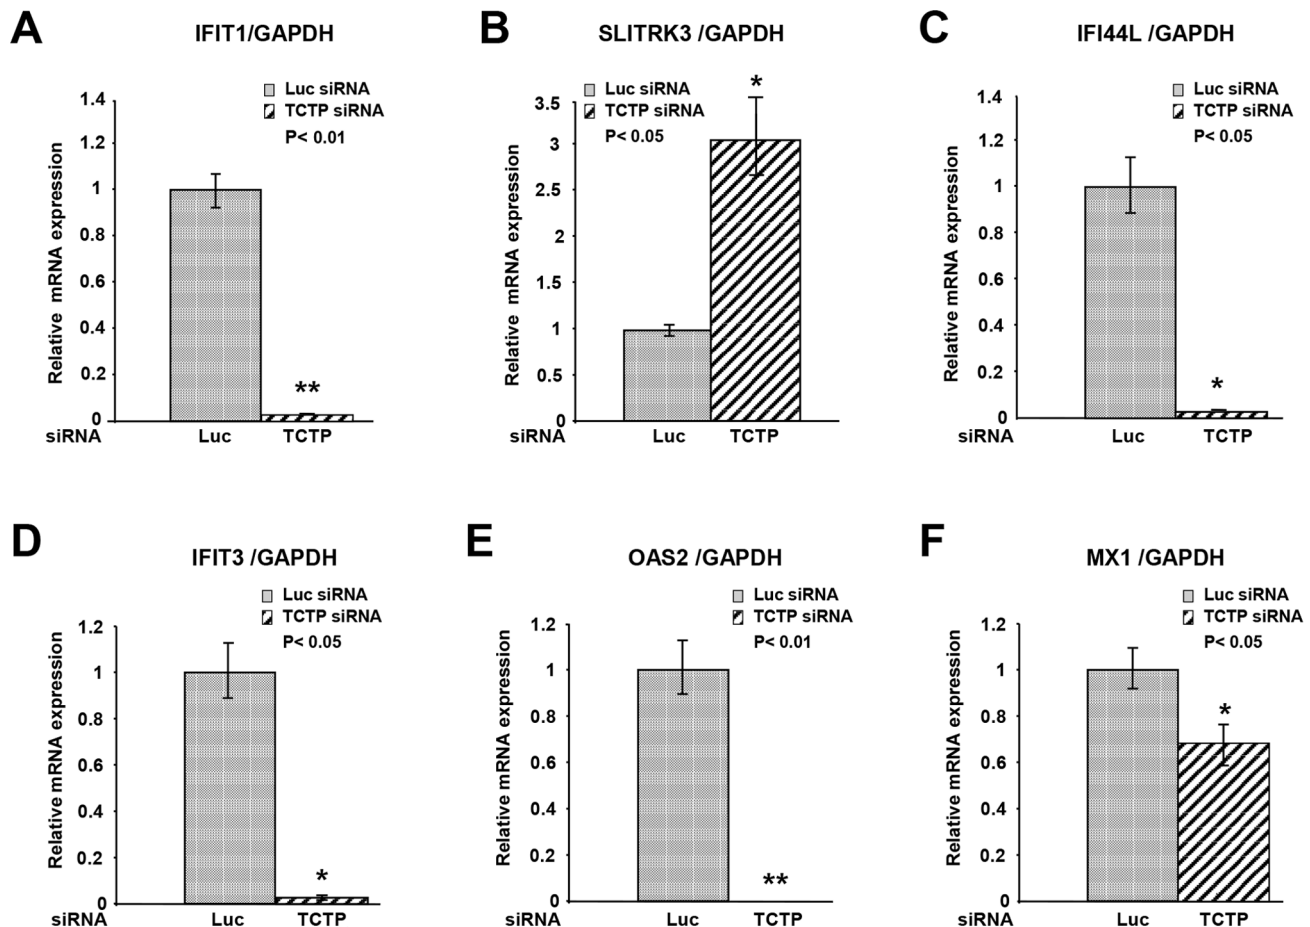 A
IFIT1/GAPDH
Luc siRNA
TCTP siRNA
P< 0.01
Relative mRNA expression
1.4
1.2
1
0.8
0.6
0.4
0.2
0
**
siRNA
Luc
TCTP
B
SLITRK3 /GAPDH
Luc siRNA
TCTP siRNA
P< 0.05
Relative mRNA expression
3.5
3
2.5
2
1.5
1
0.5
0
*
siRNA
Luc
TCTP
C
IFI44L /GAPDH
Luc siRNA
TCTP siRNA
P< 0.05
Relative mRNA expression
1.4
1.2
1
0.8
0.6
0.4
0.2
0
*
siRNA
Luc
TCTP
D
IFIT3 /GAPDH
Luc siRNA
TCTP siRNA
P< 0.05
Relative mRNA expression
1.2
1
0.8
0.6
0.4
0.2
0
*
siRNA
Luc
TCTP
E
OAS2 /GAPDH
Luc siRNA
TCTP siRNA
P< 0.01
Relative mRNA expression
1.2
1
0.8
0.6
0.4
0.2
0
**
siRNA
Luc
TCTP
F
MX1 /GAPDH
Luc siRNA
TCTP siRNA
P< 0.05
Relative mRNA expression
1.2
1
0.8
0.6
0.4
0.2
0
*
siRNA
Luc
TCTP